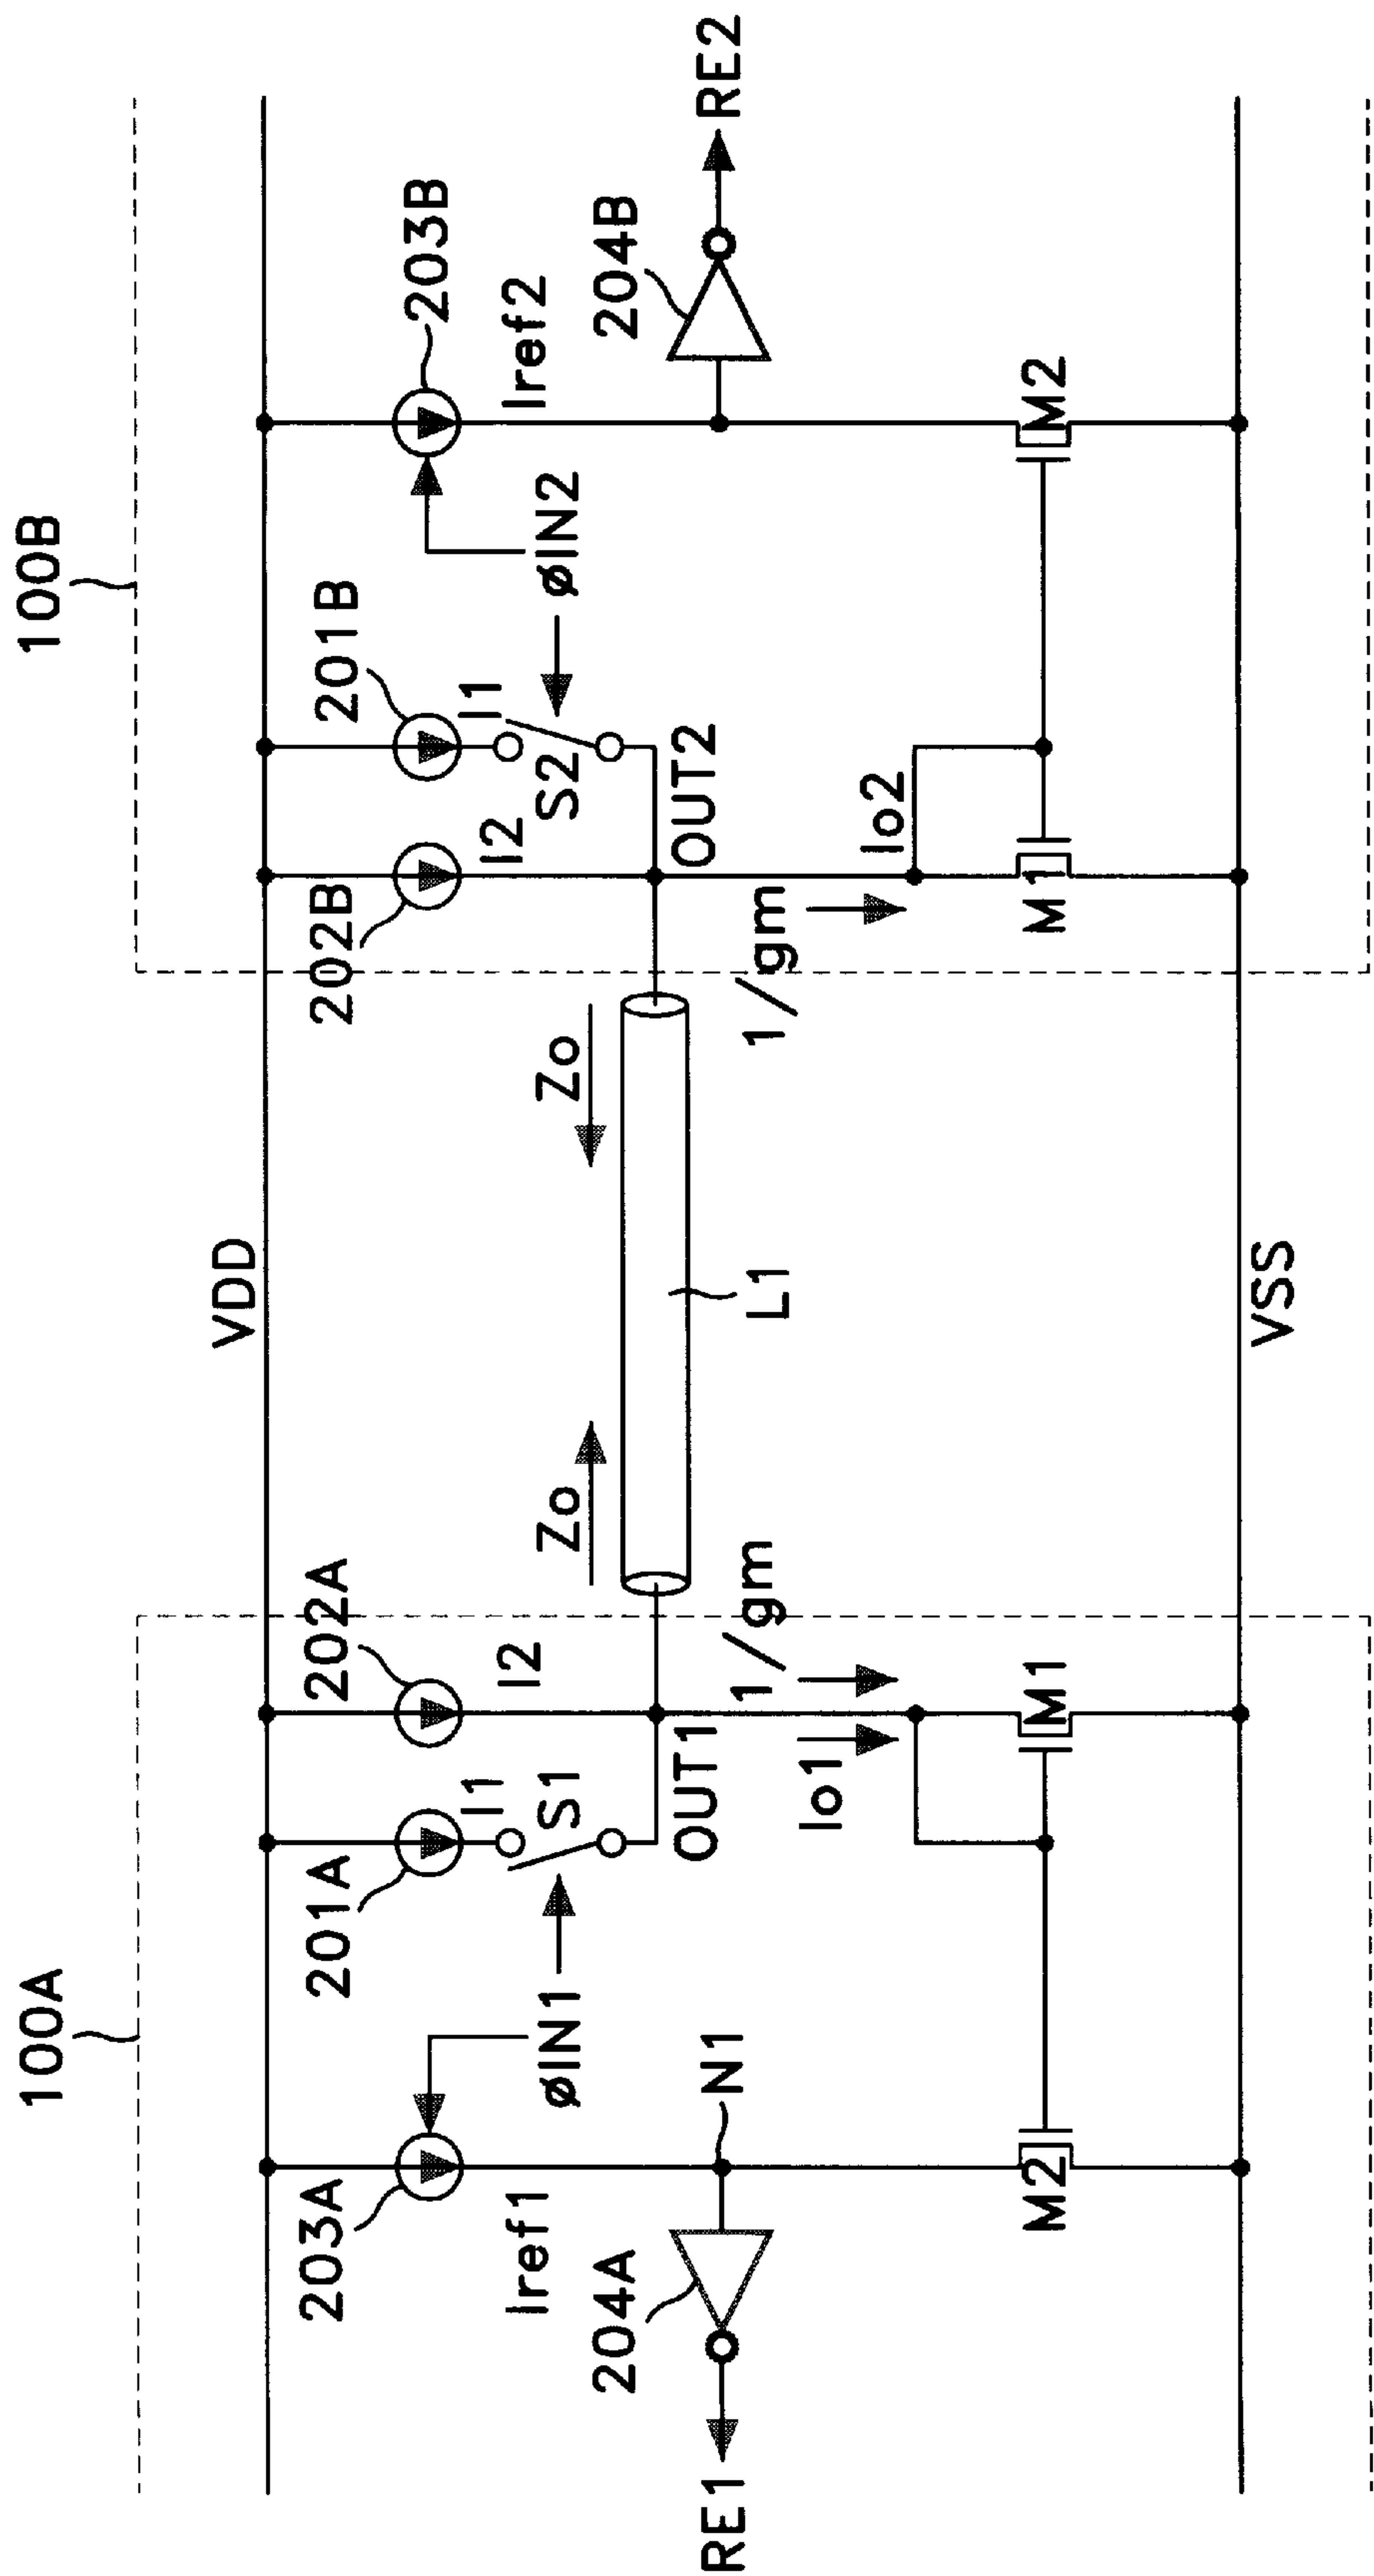 100A
100B
VDD
203A
201A
202A
202B
201B
203B
Iref1
I1
I2
I2
I1
Iref2
øIN1
S1
Zo
Zo
S2
øIN2
204A
204B
RE1
N1
OUT1
L1
OUT2
RE2
Io1
1/gm
1/gm
Io2
M2
M1
M1
M2
VSS